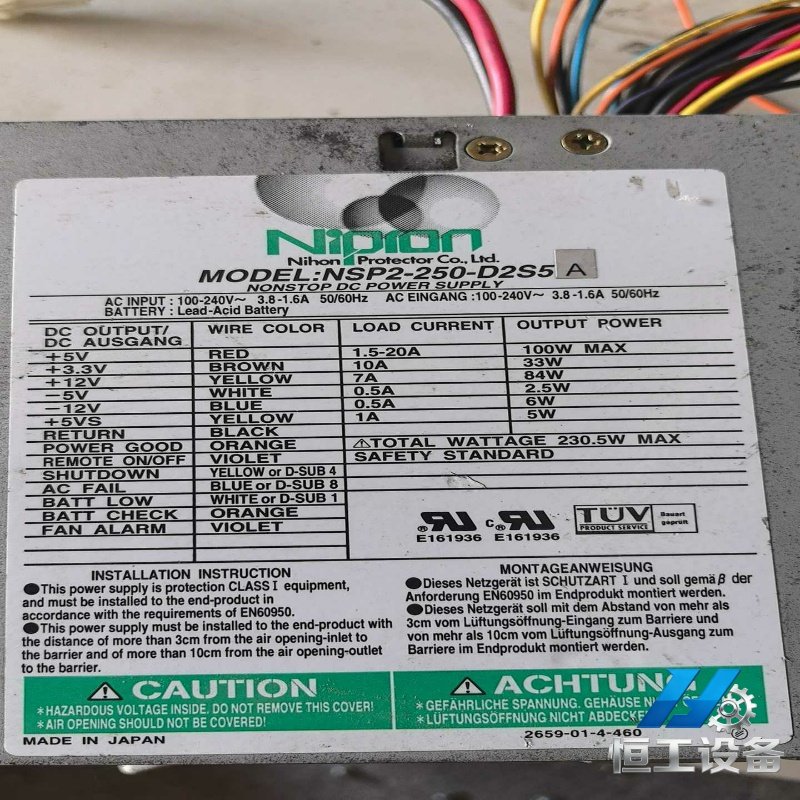 Nipron
Nihon Protector Co., Ltd.
MODEL:NSP2-250-D2S5 A
NONSTOP DC POWER SUPPLY
AC INPUT : 100-240V~ 3.8-1.6A 50/60Hz AC EINGANG :100-240V~ 3.8-1.6A 50/60Hz
BATTERY : Lead-Acid Battery
DC OUTPUT/ WIRE COLOR LOAD CURRENT OUTPUT POWER
DC AUSGANG
+5V RED 1.5-20A 100W MAX
+3.3V BROWN 10A 33W
+12V YELLOW 7A 84W
−5V WHITE 0.5A 2.5W
−12V BLUE 0.5A 6W
+5VS YELLOW 1A 5W
RETURN BLACK
POWER GOOD ORANGE ⚠TOTAL WATTAGE 230.5W MAX
REMOTE ON/OFF VIOLET SAFETY STANDARD
SHUTDOWN YELLOW or D-SUB 4
AC FAIL BLUE or D-SUB 8
BATT LOW WHITE or D-SUB 1
BATT CHECK ORANGE
FAN ALARM VIOLET
RU c RU TÜV Bauart
PRODUCT SERVICE geprüft
E161936 E161936
INSTALLATION INSTRUCTION
●This power supply is protection CLASS I equipment,
and must be installed to the end-product in
accordance with the requirements of EN60950.
●This power supply must be installed to the end-product with
the distance of more than 3cm from the air opening-inlet to
the barrier and of more than 10cm from the air opening-outlet
to the barrier.
MONTAGEANWEISUNG
●Dieses Netzgerät ist SCHUTZART I und soll gemäβ der
Anforderung EN60950 im Endprodukt montiert werden.
●Dieses Netzgerät soll mit dem Abstand von mehr als
3cm vom Lüftungsöffnung-Eingang zum Barriere und
von mehr als 10cm vom Lüftungsöffnung-Ausgang zum
Barriere im Endprodukt montiert werden.
⚠CAUTION
*HAZARDOUS VOLTAGE INSIDE. DO NOT REMOVE THIS COVER!
*AIR OPENING SHOULD NOT BE COVERED!
⚠ACHTUNG
*GEFÄHRLICHE SPANNUNG. GEHÄUSE
*LÜFTUNGSÖFFNUNG NICHT ABDECKEN
MADE IN JAPAN
2659-01-4-460
恒工设备